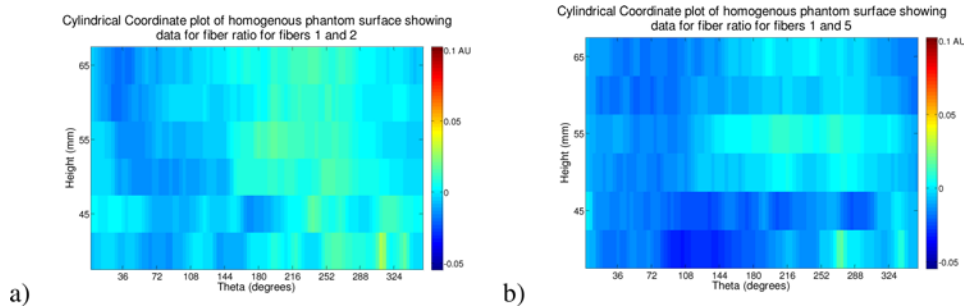 Cylindrical Coordinate plot of homogenous phantom surface showing
data for fiber ratio for fibers 1 and 2
0.1 AU
0.05
0
-0.05
65
55
45
Height (mm)
36 72 108 144 180 216 252 288 324
Theta (degrees)
a)
Cylindrical Coordinate plot of homogenous phantom surface showing
data for fiber ratio for fibers 1 and 5
0.1 AU
0.05
0
-0.05
65
55
45
Height (mm)
36 72 108 144 180 216 252 288 324
Theta (degrees)
b)